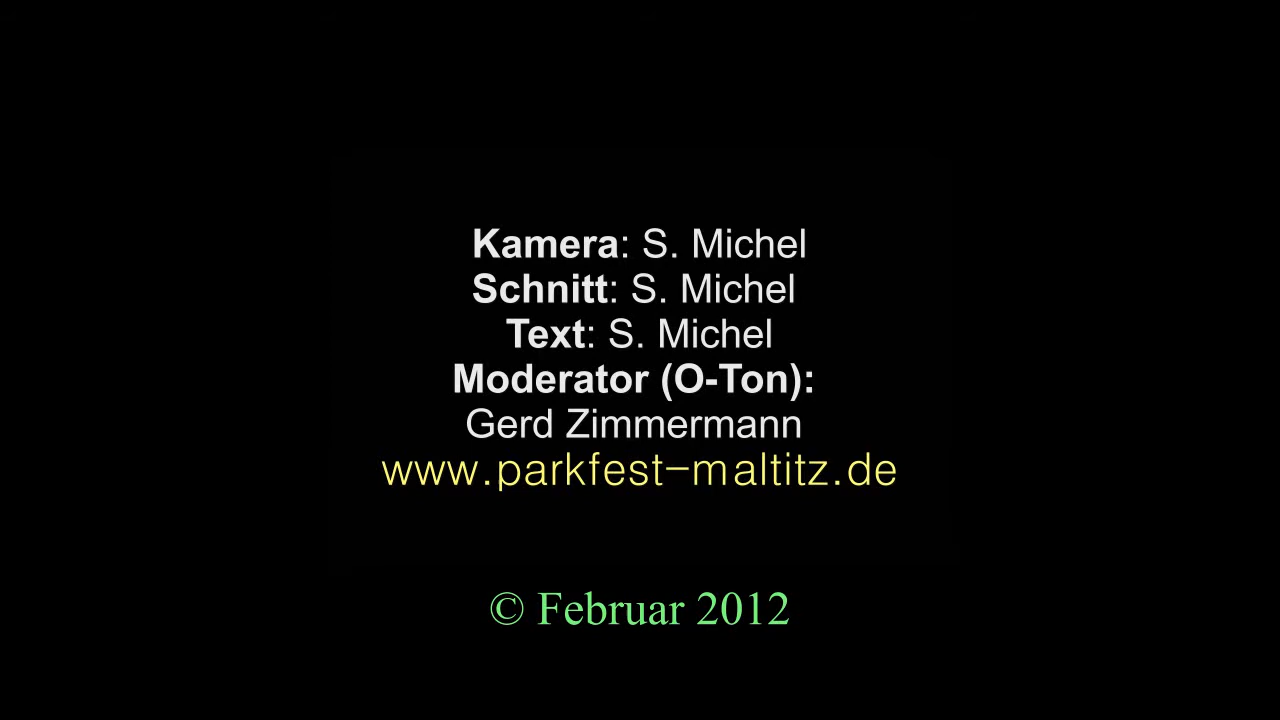 Kamera: S. Michel
Schnitt: S. Michel
Text: S. Michel
Moderator (O-Ton):
Gerd Zimmermann
www.parkfest-maltitz.de
© Februar 2012